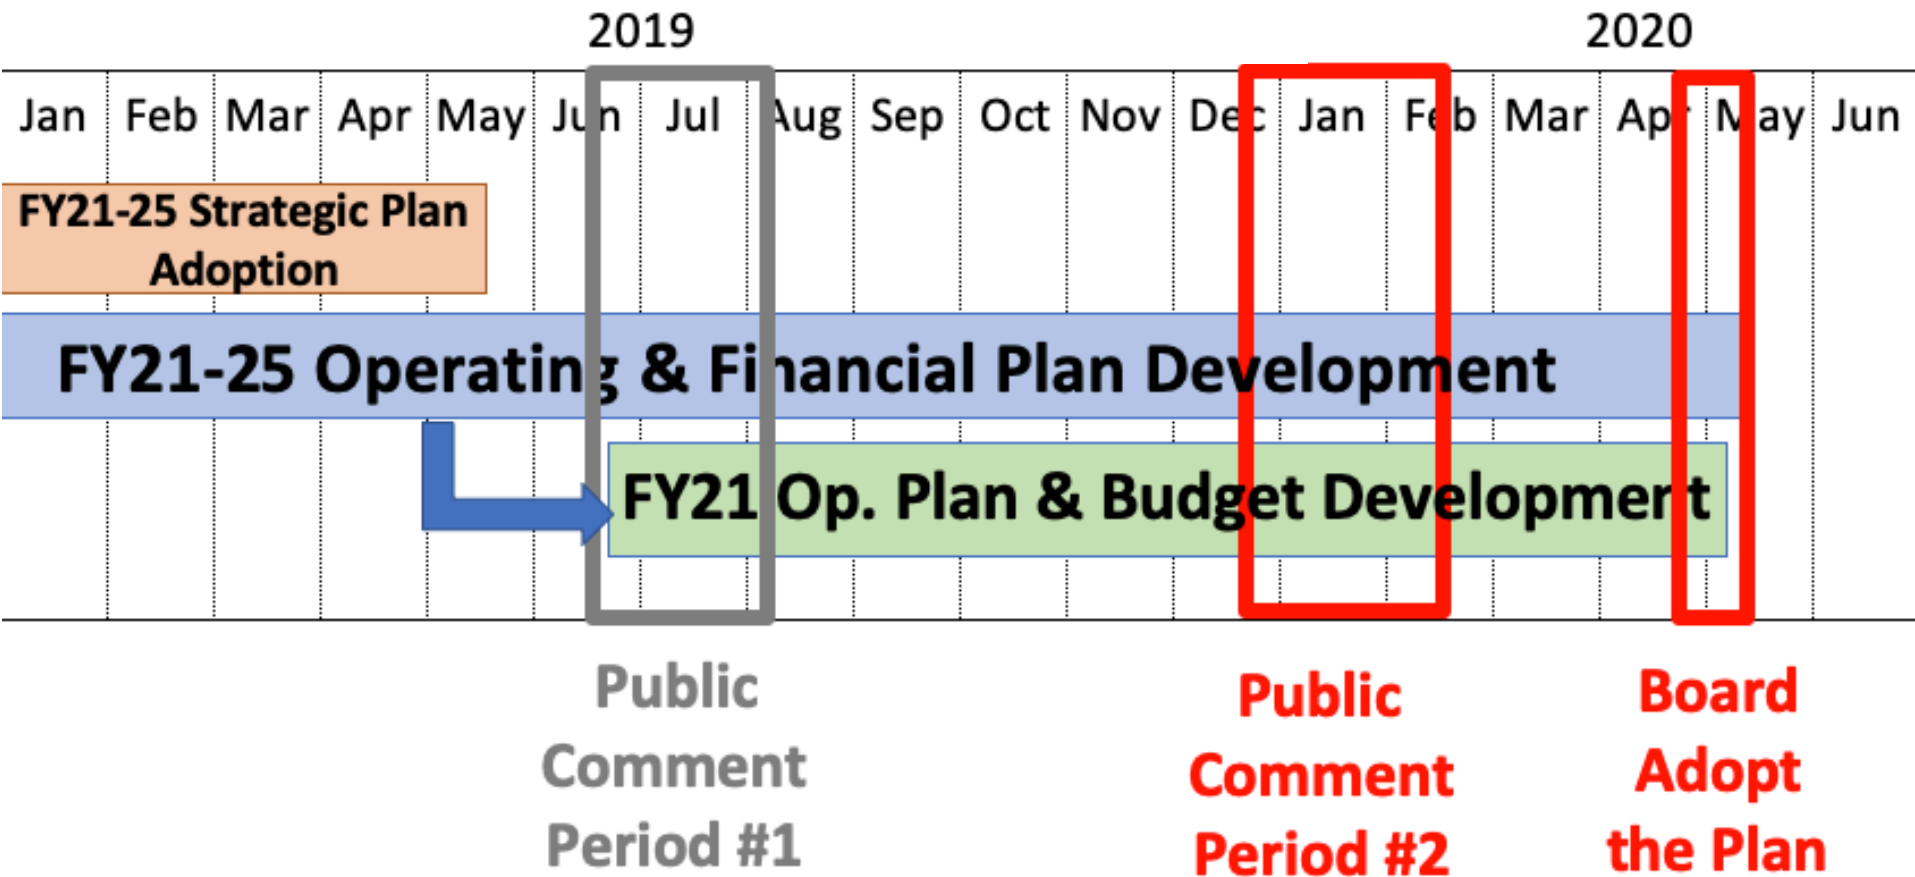 2019 2020
Jan Feb Mar Apr May Jun Jul Aug Sep Oct Nov Dec Jan Feb Mar Apr May Jun
FY21-25 Strategic Plan
Adoption
FY21-25 Operating & Financial Plan Development
FY21 Op. Plan & Budget Development
Public
Comment
Period #1
Public
Comment
Period #2
Board
Adopt
the Plan